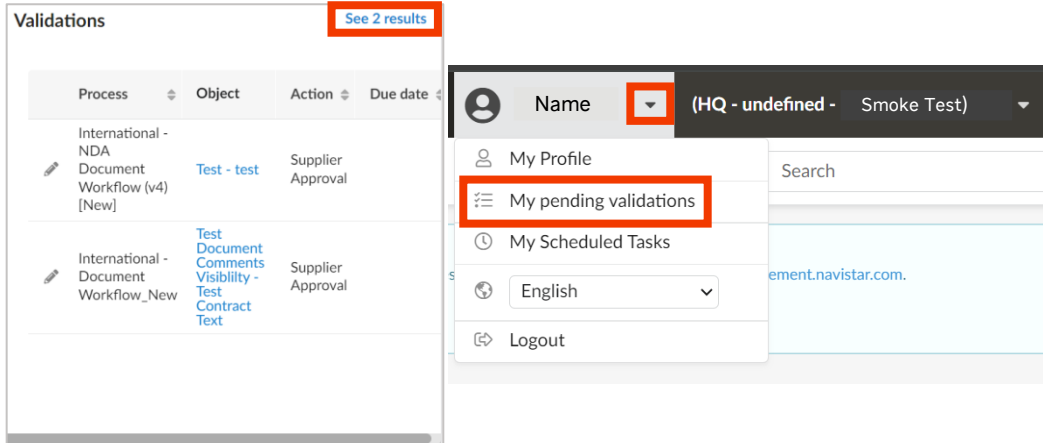 Validations
See 2 results
Process
Object
Action
Due date
International -
NDA
Document
Workflow (v4)
[New]
Test - test
Supplier
Approval
International -
Document
Workflow_New
Test
Document
Comments
Visiblilty -
Test
Contract
Text
Supplier
Approval
Name
(HQ - undefined -
Smoke Test)
My Profile
Search
My pending validations
My Scheduled Tasks
s
ement.navistar.com.
English
Logout